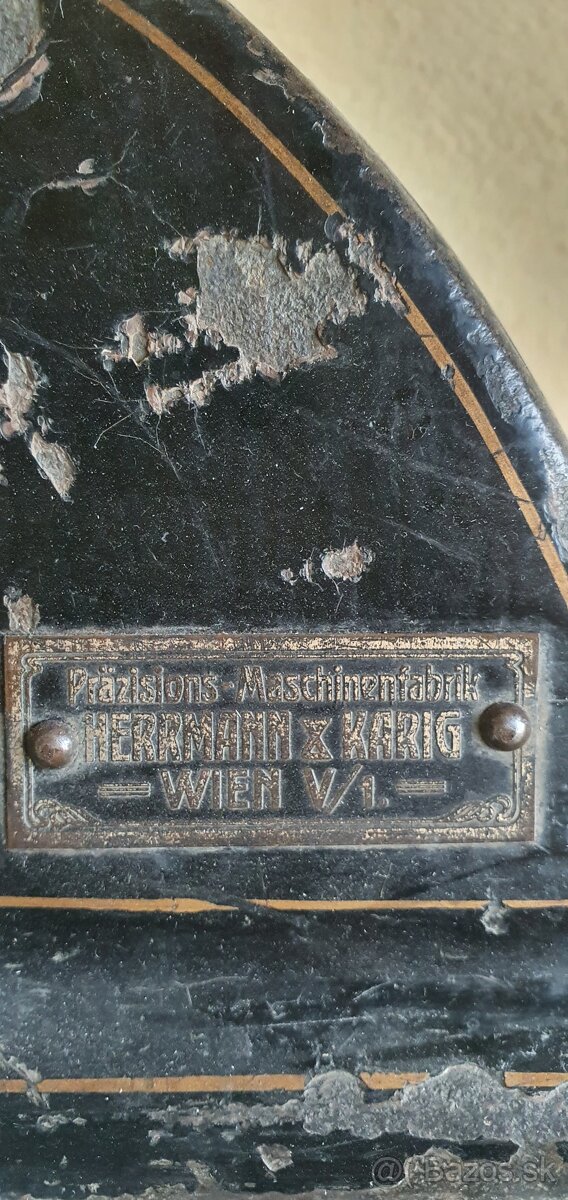 Präzisions-Maschinenfabrik
HERRMANN & KARIG
WIEN V/1.
@bazos.sk